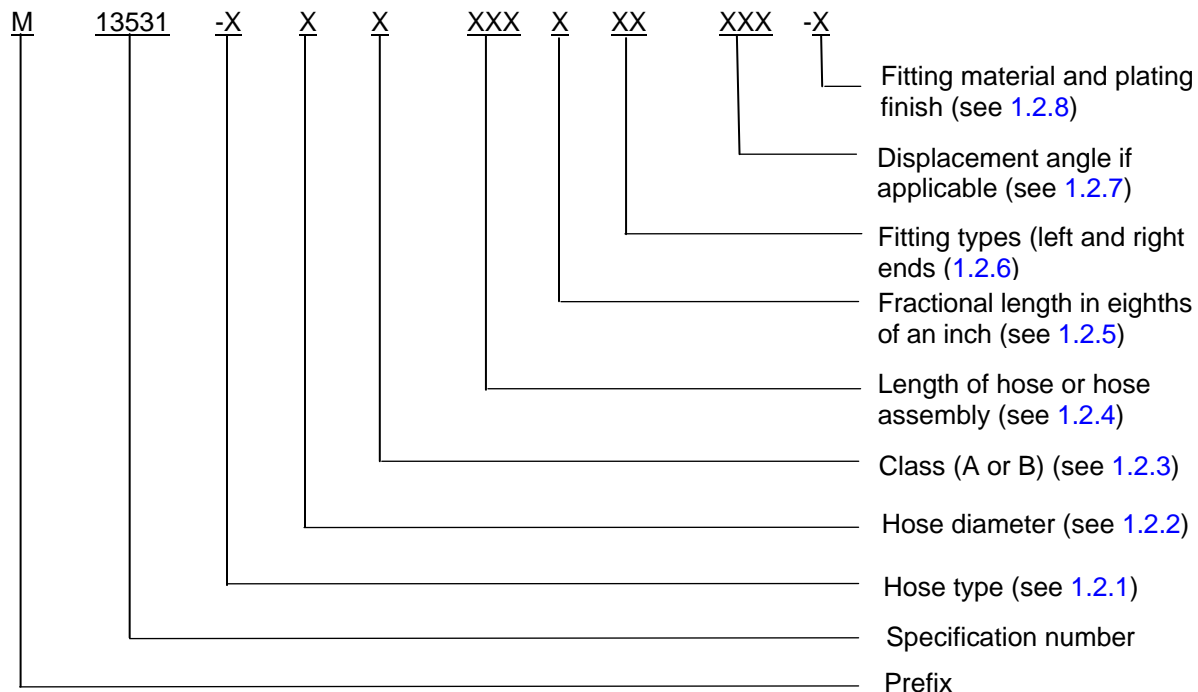 M 13531 -X X X XXX X XX XXX -X
Fitting material and plating
finish (see 1.2.8)
Displacement angle if
applicable (see 1.2.7)
Fitting types (left and right
ends (1.2.6)
Fractional length in eighths
of an inch (see 1.2.5)
Length of hose or hose
assembly (see 1.2.4)
Class (A or B) (see 1.2.3)
Hose diameter (see 1.2.2)
Hose type (see 1.2.1)
Specification number
Prefix